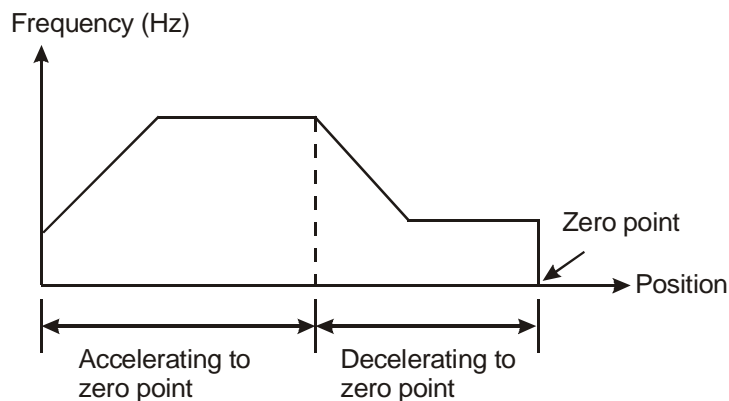 Frequency (Hz)
Zero point
Position
Accelerating to
zero point
Decelerating to
zero point